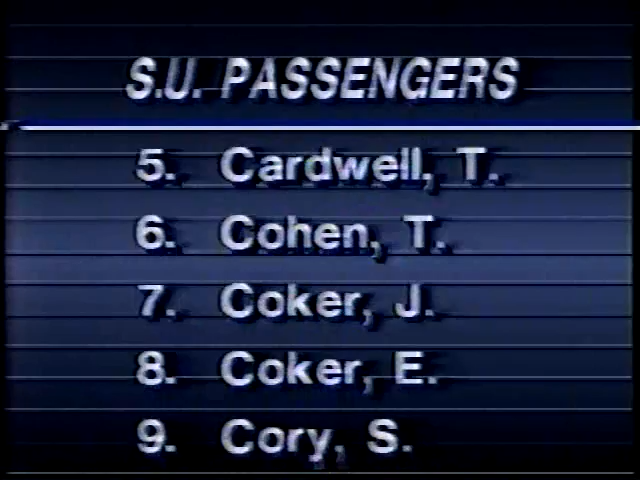 S.U. PASSENGERS
5. Cardwell, T.
6. Cohen, T.
7. Coker, J.
8. Coker, E.
9. Cory, S.